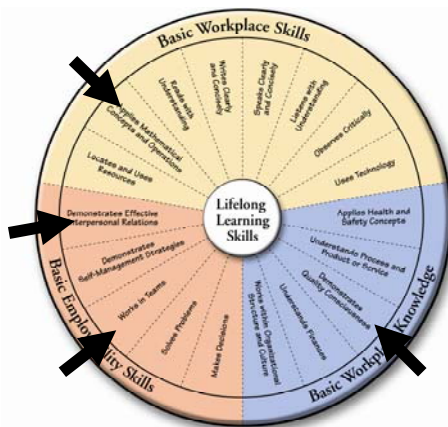 Basic Workplace Skills
Locates and Uses
Resources
Applies Mathematical
Concepts and Operations
Reads with
Understanding
Writes Clearly
and Concisely
Speaks Clearly
and Concisely
Listens with
Understanding
Observes Critically
Uses Technology
Lifelong
Learning
Skills
Demonstrates Effective
Interpersonal Relations
Demonstrates
Self-Management Strategies
Works in Teams
Solves Problems
Makes Decisions
Basic Employability Skills
Applies Health and
Safety Concepts
Understands Process and
Product or Service
Demonstrates
Quality Consciousness
Understands Finances
Works within Organizational
Structure and Culture
Basic Workplace Knowledge